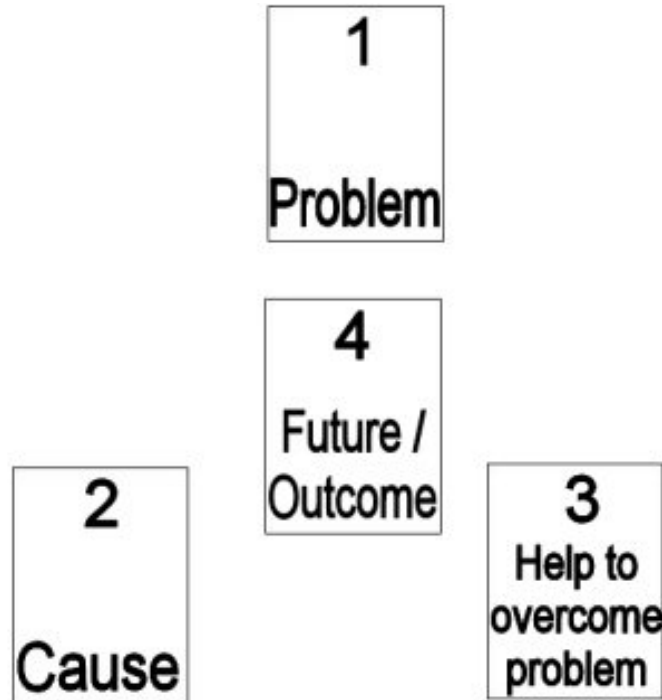 1
Problem
4
Future /
Outcome
2
Cause
3
Help to
overcome
problem